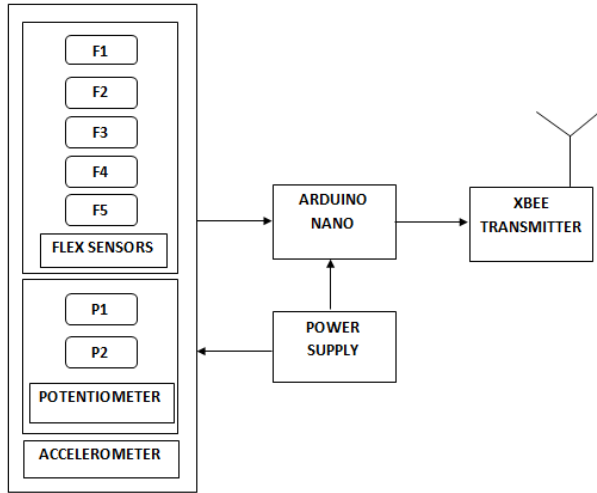 F1
F2
F3
F4
F5
FLEX SENSORS
P1
P2
POTENTIOMETER
ACCELEROMETER
ARDUINO
NANO
POWER
SUPPLY
XBEE
TRANSMITTER